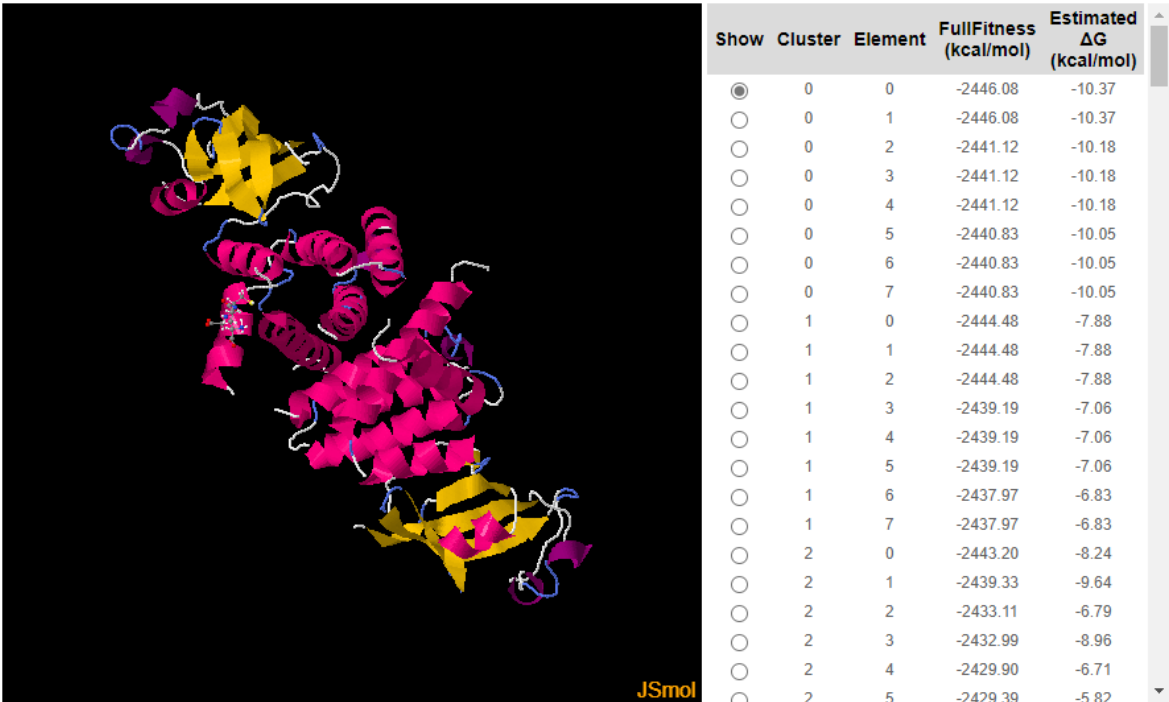 Show Cluster Element FullFitness (kcal/mol) Estimated ΔG (kcal/mol)
0 0 -2446.08 -10.37
0 1 -2446.08 -10.37
0 2 -2441.12 -10.18
0 3 -2441.12 -10.18
0 4 -2441.12 -10.18
0 5 -2440.83 -10.05
0 6 -2440.83 -10.05
0 7 -2440.83 -10.05
1 0 -2444.48 -7.88
1 1 -2444.48 -7.88
1 2 -2444.48 -7.88
1 3 -2439.19 -7.06
1 4 -2439.19 -7.06
1 5 -2439.19 -7.06
1 6 -2437.97 -6.83
1 7 -2437.97 -6.83
2 0 -2443.20 -8.24
2 1 -2439.33 -9.64
2 2 -2433.11 -6.79
2 3 -2432.99 -8.96
2 4 -2429.90 -6.71
2 5 -2429.39 -5.82
JSmol